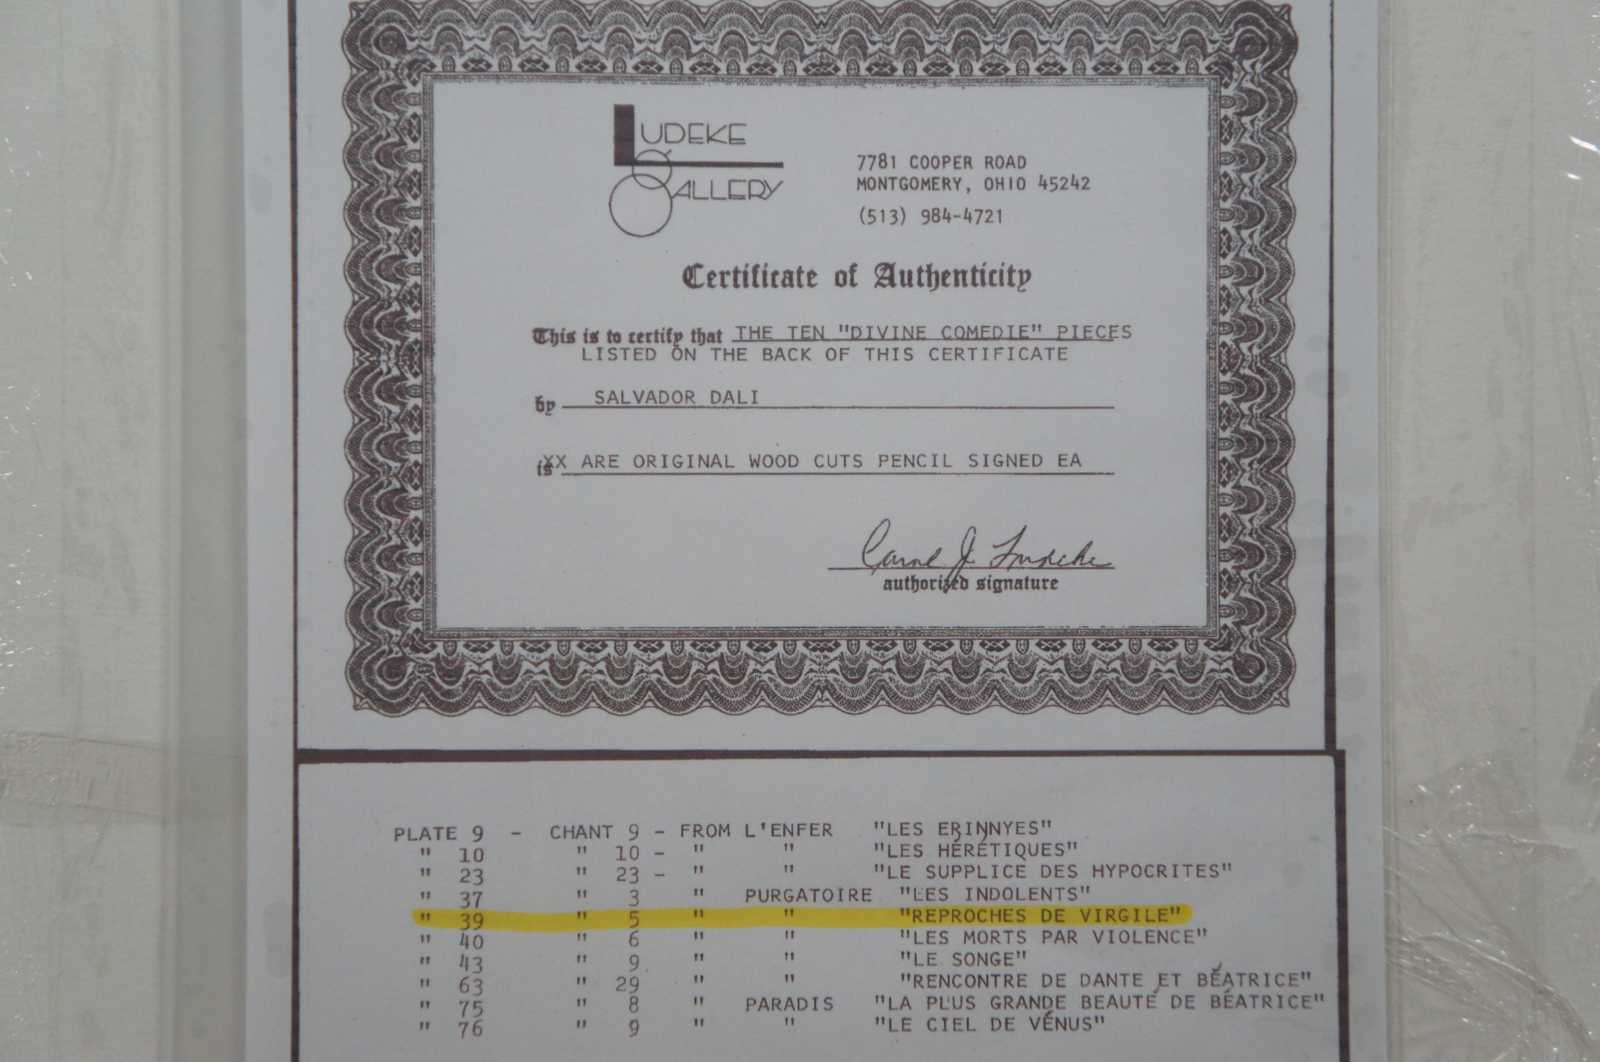 LUDEKE
GALLERY
7781 COOPER ROAD
MONTGOMERY, OHIO 45242
(513) 984-4721
Certificate of Authenticity
This is to certify that THE TEN "DIVINE COMEDIE" PIECES
LISTED ON THE BACK OF THIS CERTIFICATE
by SALVADOR DALI
is XX ARE ORIGINAL WOOD CUTS PENCIL SIGNED EA
Carol J. Ludeke
authorized signature
PLATE 9 - CHANT 9 - FROM L'ENFER "LES ERINNYES"
" 10 " 10 - " " "LES HÉRÉTIQUES"
" 23 " 23 - " " "LE SUPPLICE DES HYPOCRITES"
" 37 " 3 " PURGATOIRE "LES INDOLENTS"
" 39 " 5 " " "REPROCHES DE VIRGILE"
" 40 " 6 " " "LES MORTS PAR VIOLENCE"
" 43 " 9 " " "LE SONGE"
" 63 " 29 " " "RENCONTRE DE DANTE ET BÉATRICE"
" 75 " 8 " PARADIS "LA PLUS GRANDE BEAUTÉ DE BÉATRICE"
" 76 " 9 " " "LE CIEL DE VÉNUS"